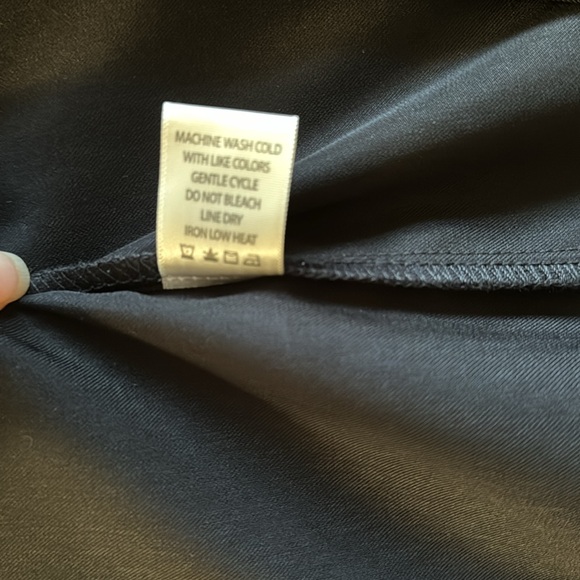 MACHINE WASH COLD
WITH LIKE COLORS
GENTLE CYCLE
DO NOT BLEACH
LINE DRY
IRON LOW HEAT